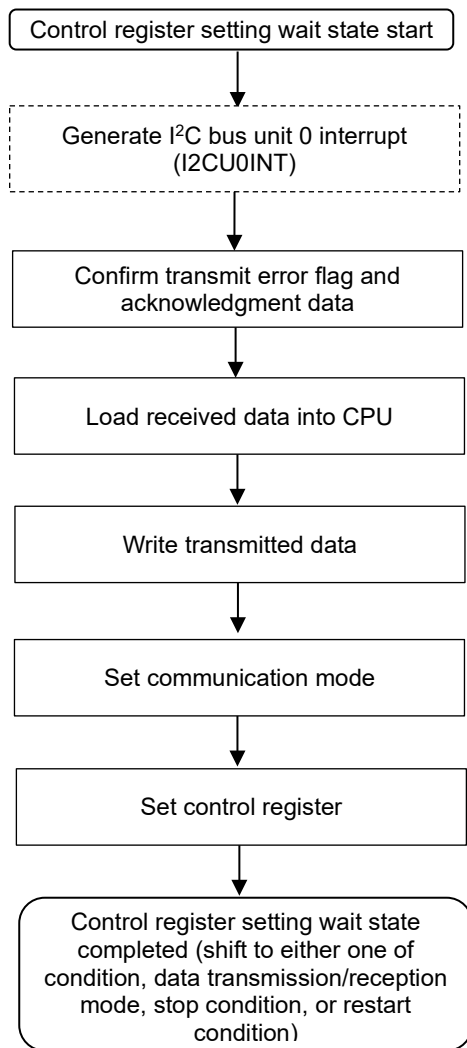 Control register setting wait state start
Generate I²C bus unit 0 interrupt
(I2CU0INT)
Confirm transmit error flag and
acknowledgment data
Load received data into CPU
Write transmitted data
Set communication mode
Set control register
Control register setting wait state
completed (shift to either one of
condition, data transmission/reception
mode, stop condition, or restart
condition)